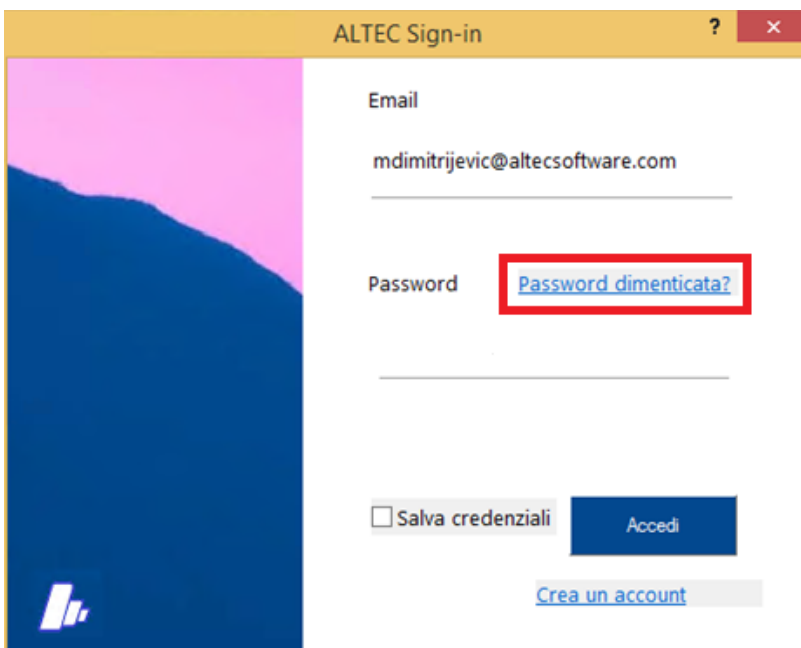 ALTEC Sign-in
?
Email
mdimitrijevic@altecsoftware.com
Password Password dimenticata?
Salva credenziali
Accedi
Crea un account